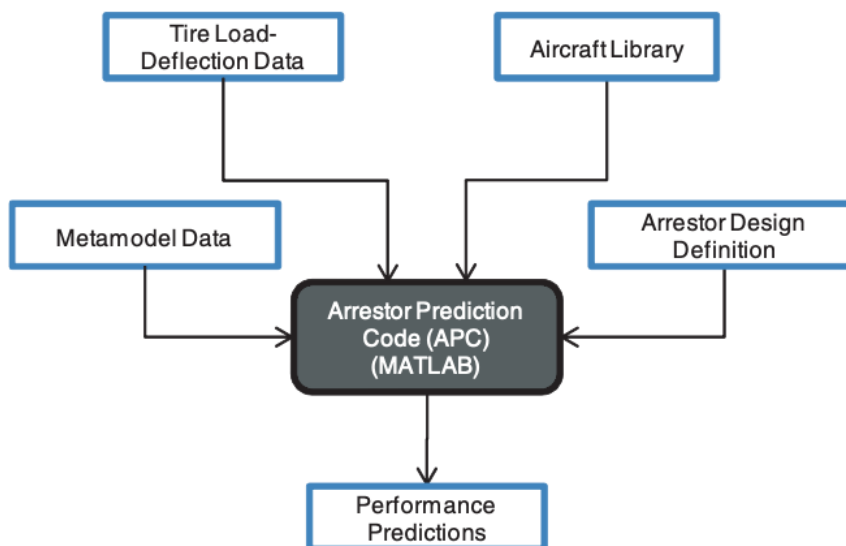 Tire Load-
Deflection Data
Aircraft Library
Metamodel Data
Arrestor Design
Definition
Arrestor Prediction
Code (APC)
(MATLAB)
Performance
Predictions